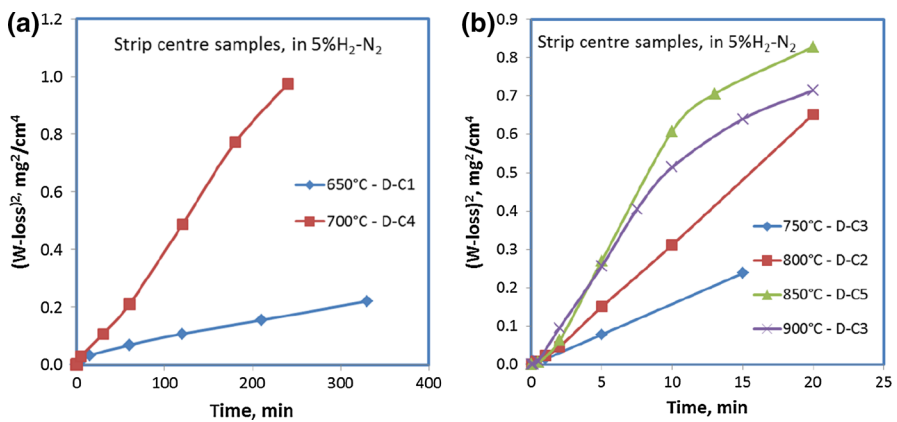 (a)
Strip centre samples, in 5%H₂-N₂
(W-loss)², mg²/cm⁴
1.2
1.0
0.8
0.6
0.4
0.2
0.0
0 100 200 300 400
Time, min
650°C - D-C1
700°C - D-C4
(b)
Strip centre samples, in 5%H₂-N₂
(W-loss)², mg²/cm⁴
0.9
0.8
0.7
0.6
0.5
0.4
0.3
0.2
0.1
0.0
0 5 10 15 20 25
Time, min
750°C - D-C3
800°C - D-C2
850°C - D-C5
900°C - D-C3